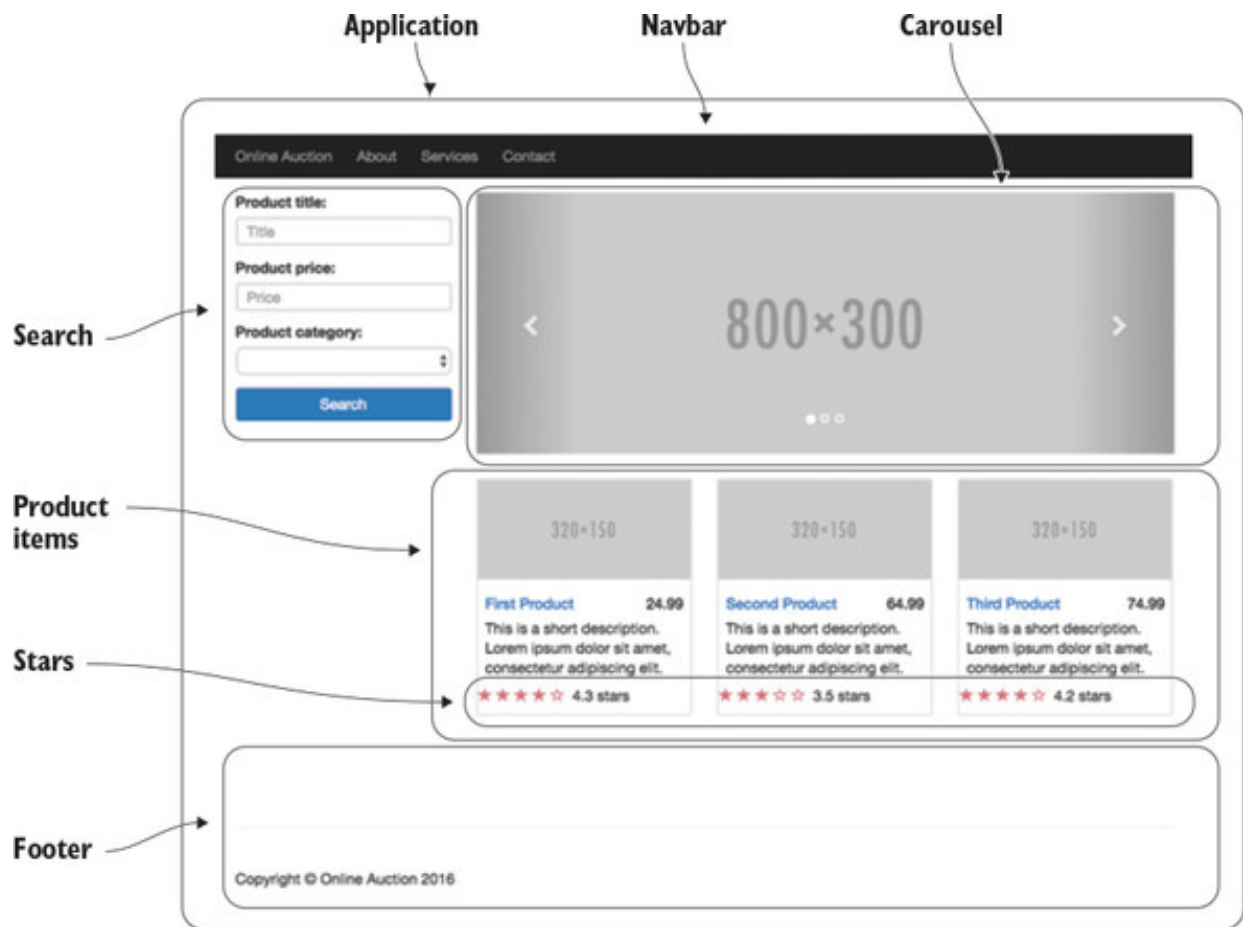 Application Navbar Carousel
Online Auction About Services Contact
Product title:
Title
Product price:
Price
Product category:
Search
Search
800×300
Product
items
320×150 320×150 320×150
First Product 24.99 Second Product 64.99 Third Product 74.99
This is a short description. This is a short description. This is a short description.
Lorem ipsum dolor sit amet, Lorem ipsum dolor sit amet, Lorem ipsum dolor sit amet,
consectetur adipiscing elit. consectetur adipiscing elit. consectetur adipiscing elit.
Stars
★★★★☆ 4.3 stars ★★★☆☆ 3.5 stars ★★★★☆ 4.2 stars
Footer
Copyright © Online Auction 2016